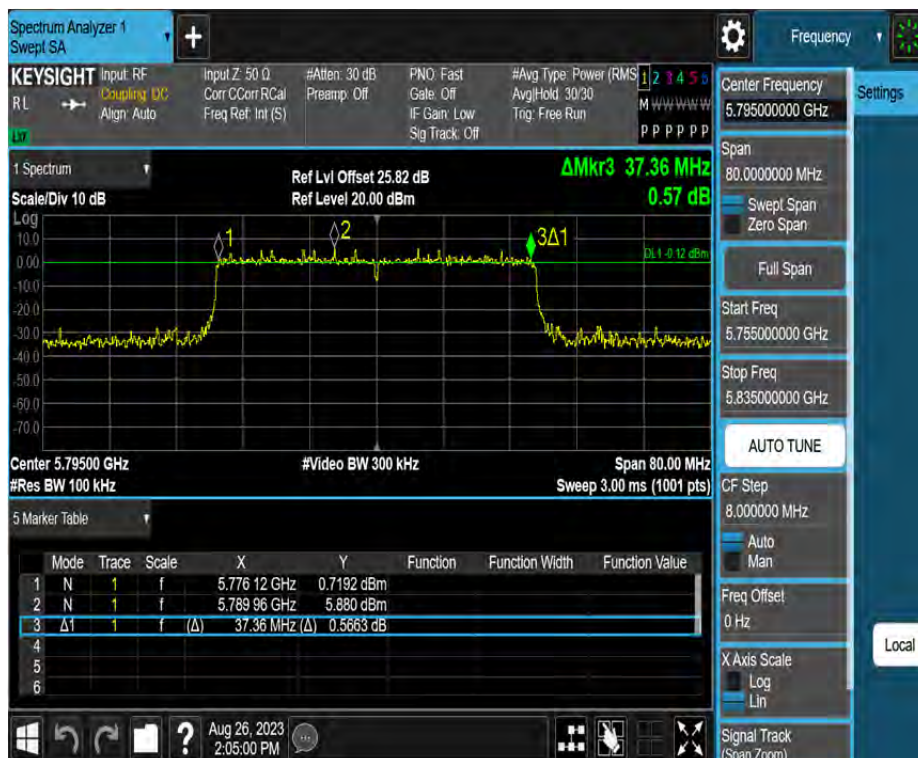 Spectrum Analyzer 1
Swept SA
+
Frequency
KEYSIGHT Input: RF Input Z: 50 Ω #Atten: 30 dB PNO: Fast #Avg Type: Power (RMS 1 2 3 4 5 6
RL Coupling: DC Corr CCorr RCal Preamp: Off Gate: Off Avg|Hold: 30/30 M W W W W W
Align: Auto Freq Ref: Int (S) IF Gain: Low Trig: Free Run
Sig Track: Off P P P P P P
LXI
Center Frequency
5.795000000 GHz
Settings
Span
80.0000000 MHz
Swept Span
Zero Span
Full Span
Start Freq
5.755000000 GHz
Stop Freq
5.835000000 GHz
AUTO TUNE
CF Step
8.000000 MHz
Auto
Man
Freq Offset
0 Hz
X Axis Scale
Log
Lin
Signal Track
(Span Zoom)
Local
1 Spectrum
Scale/Div 10 dB
Ref Lvl Offset 25.82 dB
Ref Level 20.00 dBm
ΔMkr3 37.36 MHz
0.57 dB
Log
10.0
0.00
-10.0
-20.0
-30.0
-40.0
-50.0
-60.0
-70.0
1
2
3Δ1
DL1 -0.12 dBm
Center 5.79500 GHz #Video BW 300 kHz Span 80.00 MHz
#Res BW 100 kHz Sweep 3.00 ms (1001 pts)
5 Marker Table
Mode Trace Scale X Y Function Function Width Function Value
1 N 1 f 5.776 12 GHz 0.7192 dBm
2 N 1 f 5.789 96 GHz 5.880 dBm
3 Δ1 1 f (Δ) 37.36 MHz (Δ) 0.5663 dB
4
5
6
?
Aug 26, 2023
2:05:00 PM